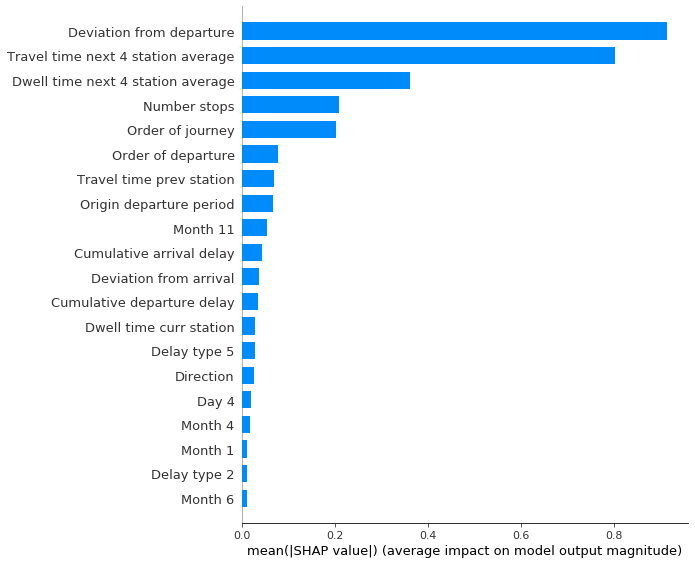 Deviation from departure
Travel time next 4 station average
Dwell time next 4 station average
Number stops
Order of journey
Order of departure
Travel time prev station
Origin departure period
Month 11
Cumulative arrival delay
Deviation from arrival
Cumulative departure delay
Dwell time curr station
Delay type 5
Direction
Day 4
Month 4
Month 1
Delay type 2
Month 6
0.0 0.2 0.4 0.6 0.8
mean(|SHAP value|) (average impact on model output magnitude)